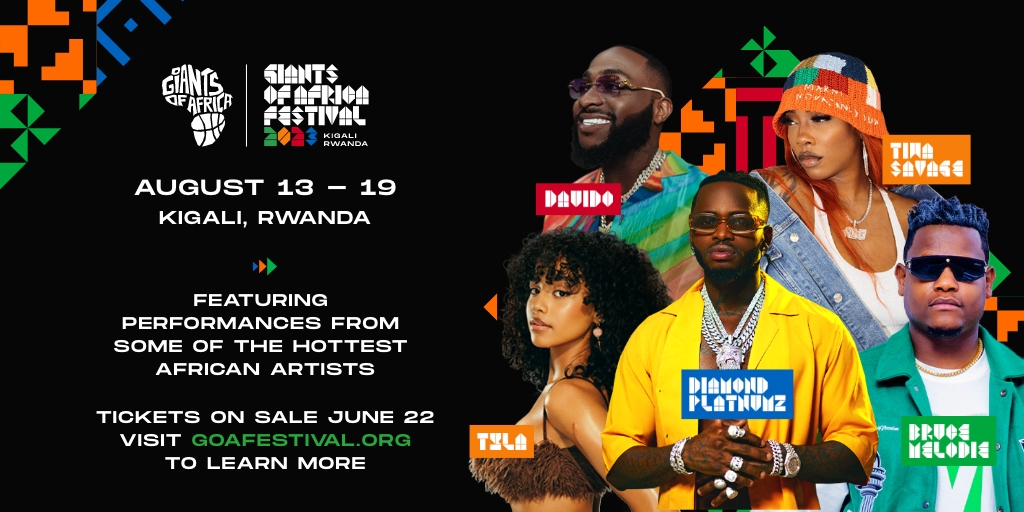 GIANTS
OF AFRICA
GIANTS
OF AFRICA
FESTIVAL
2023 KIGALI
RWANDA
AUGUST 13 – 19
KIGALI, RWANDA
FEATURING
PERFORMANCES FROM
SOME OF THE HOTTEST
AFRICAN ARTISTS
TICKETS ON SALE JUNE 22
VISIT GOAFESTIVAL.ORG
TO LEARN MORE
DAVIDO
TIWA
SAVAGE
TYLA
DIAMOND
PLATNUMZ
BRUCE
MELODIE